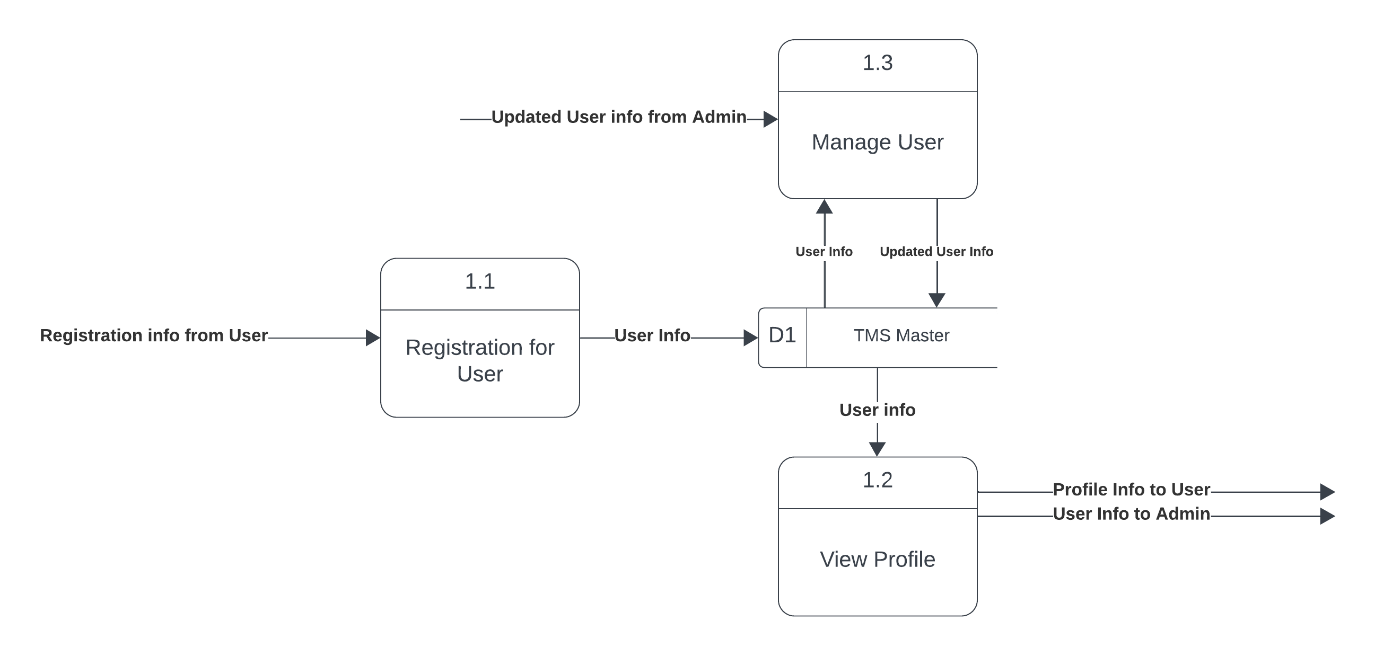 1.3
Updated User info from Admin
Manage User
User Info
Updated User Info
1.1
Registration info from User
Registration for
User
User Info
D1
TMS Master
User info
1.2
Profile Info to User
User Info to Admin
View Profile